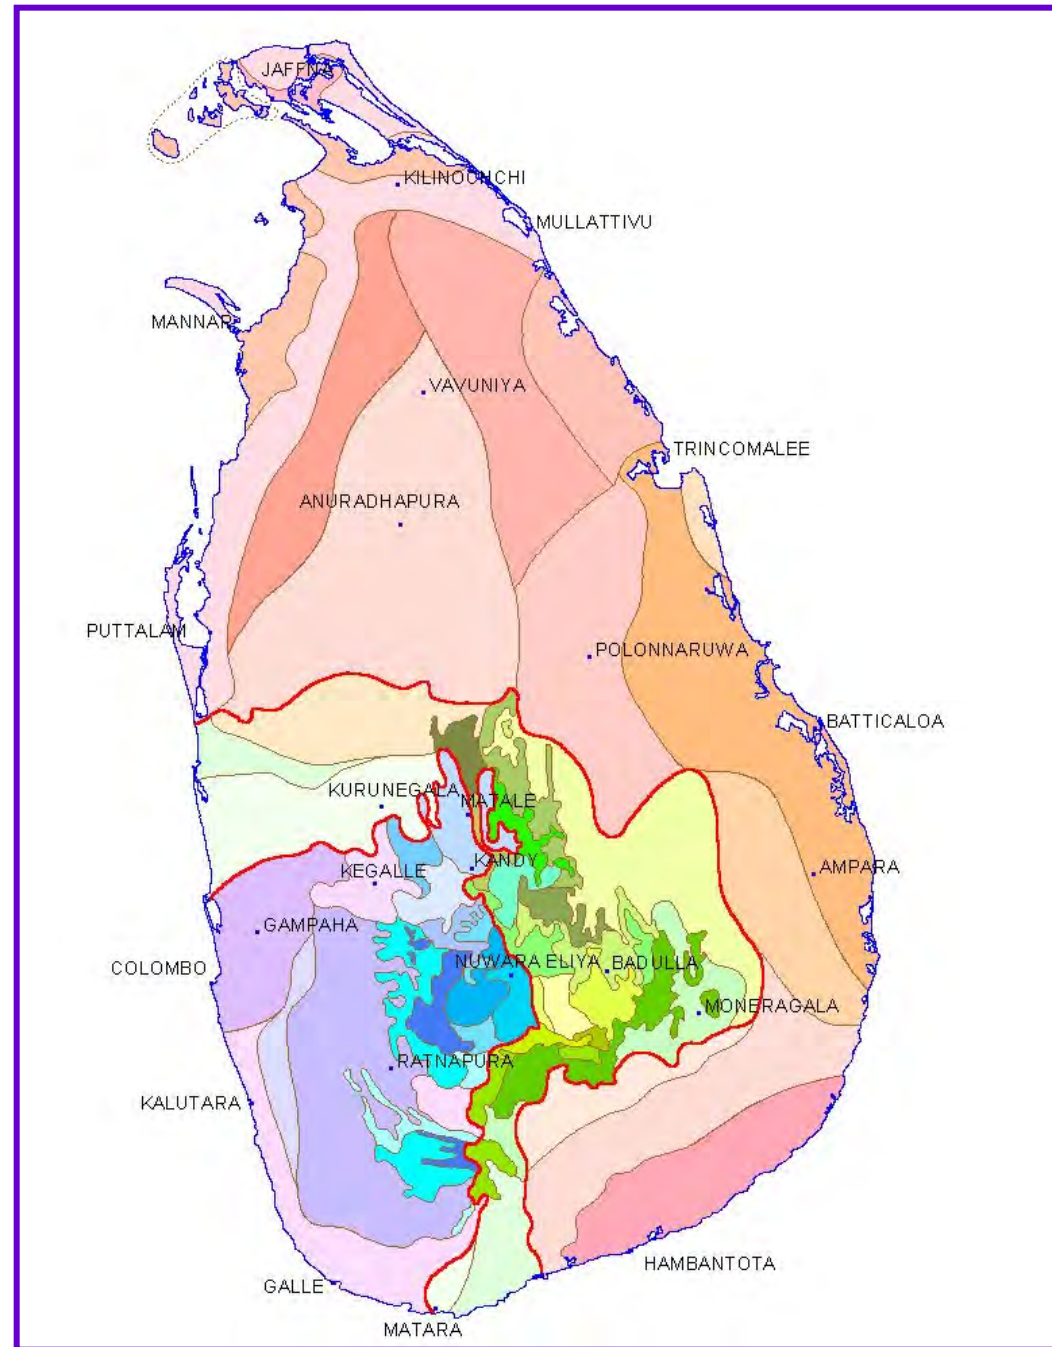 JAFFNA
KILINOCHCHI
MULLATTIVU
MANNAR
VAVUNIYA
TRINCOMALEE
ANURADHAPURA
PUTTALAM
POLONNARUWA
BATTICALOA
KURUNEGALA
MATALE
KANDY
KEGALLE
AMPARA
GAMPAHA
COLOMBO
NUWARA ELIYA
BADULLA
MONERAGALA
RATNAPURA
KALUTARA
HAMBANTOTA
GALLE
MATARA